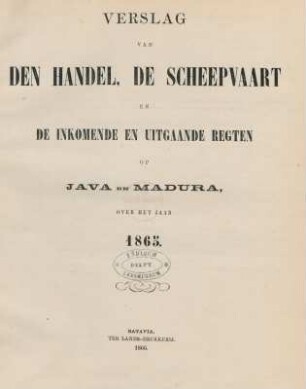 VERSLAG
VAN
DEN HANDEL, DE SCHEEPVAART
EN
DE INKOMENDE EN UITGAANDE REGTEN
OP
JAVA EN MADURA,
OVER HET JAAR
1865.
DELFT
BATAVIA,
TER LANDS-DRUKKERIJ.
1866.